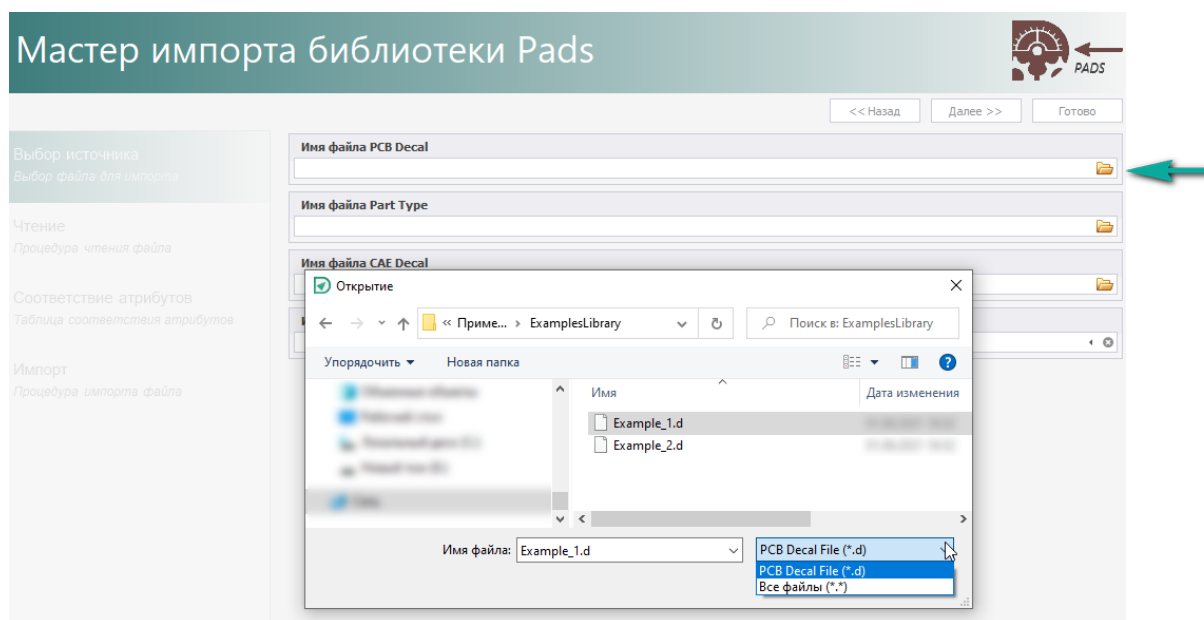 Мастер импорта библиотеки Pads
PADS
<< Назад Далее >> Готово
Выбор источника
Выбор файла для импорта
Чтение
Процедура чтения файла
Соответствие атрибутов
Таблица соответствия атрибутов
Импорт
Процедура импорта файла
Имя файла PCB Decal
Имя файла Part Type
Имя файла CAE Decal
Открытие
« Приме... › ExamplesLibrary
Поиск в: ExamplesLibrary
Упорядочить Новая папка
Имя Дата изменения
Example_1.d
Example_2.d
Имя файла: Example_1.d PCB Decal File (*.d)
PCB Decal File (*.d)
Все файлы (*.*)